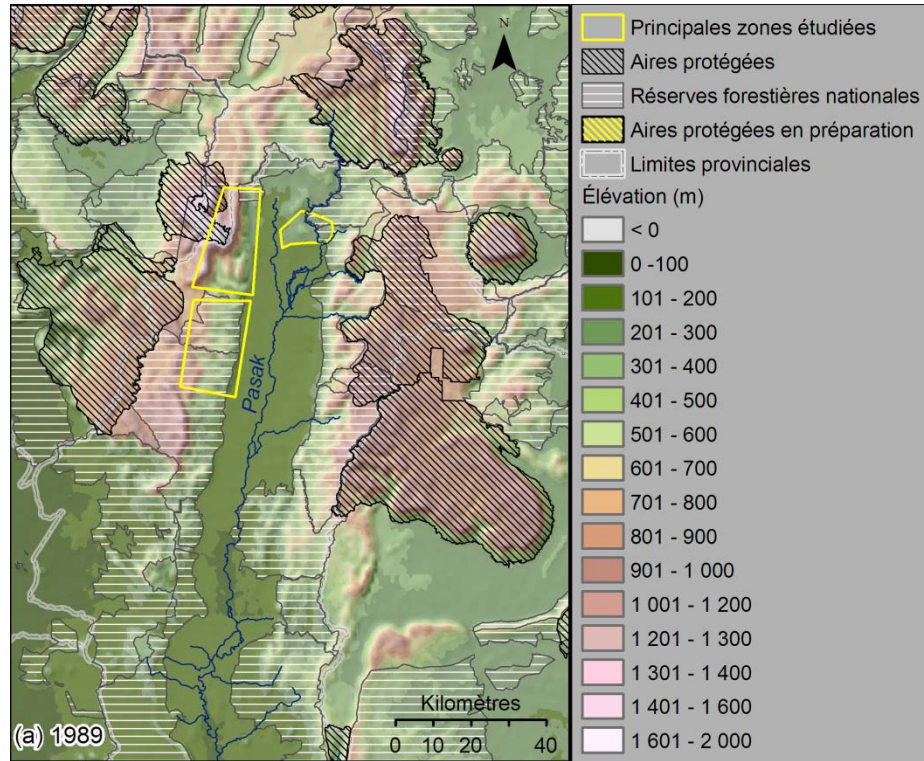 N
Pasak
(a) 1989
Kilomètres
0 10 20 40
Principales zones étudiées
Aires protégées
Réserves forestières nationales
Aires protégées en préparation
Limites provinciales
Élévation (m)
< 0
0 -100
101 - 200
201 - 300
301 - 400
401 - 500
501 - 600
601 - 700
701 - 800
801 - 900
901 - 1 000
1 001 - 1 200
1 201 - 1 300
1 301 - 1 400
1 401 - 1 600
1 601 - 2 000